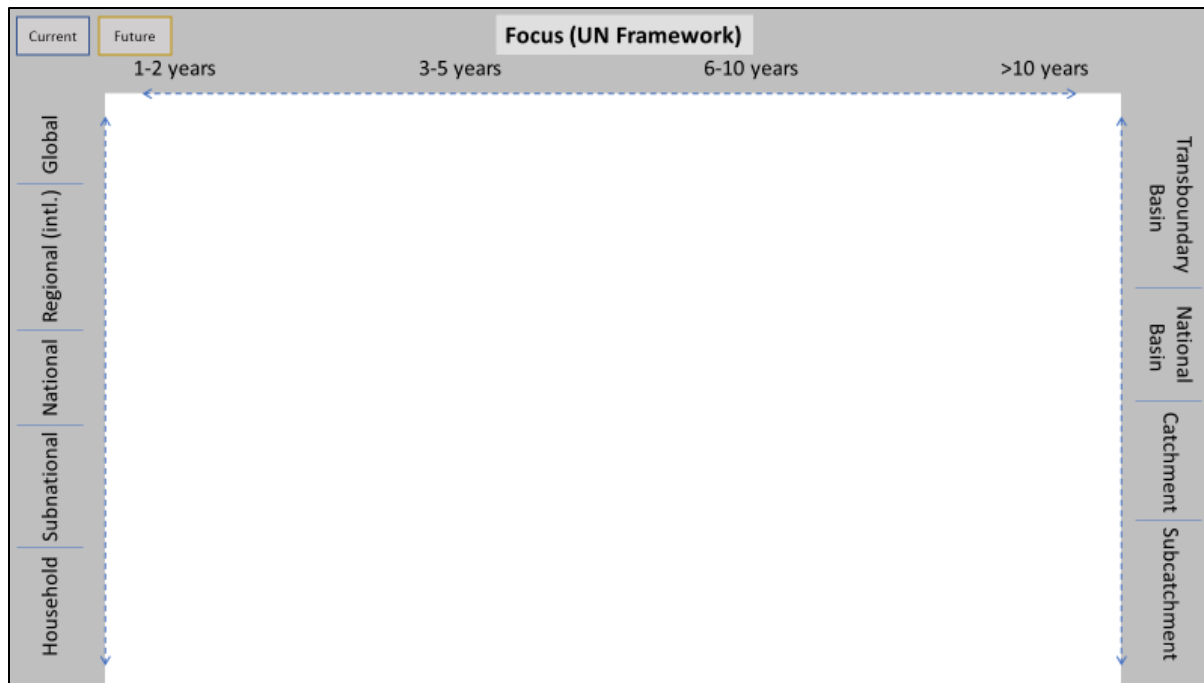 Current
Future
Focus (UN Framework)
1-2 years
3-5 years
6-10 years
>10 years
Global
Regional (intl.)
National
Subnational
Household
Transboundary
Basin
National
Basin
Catchment
Subcatchment